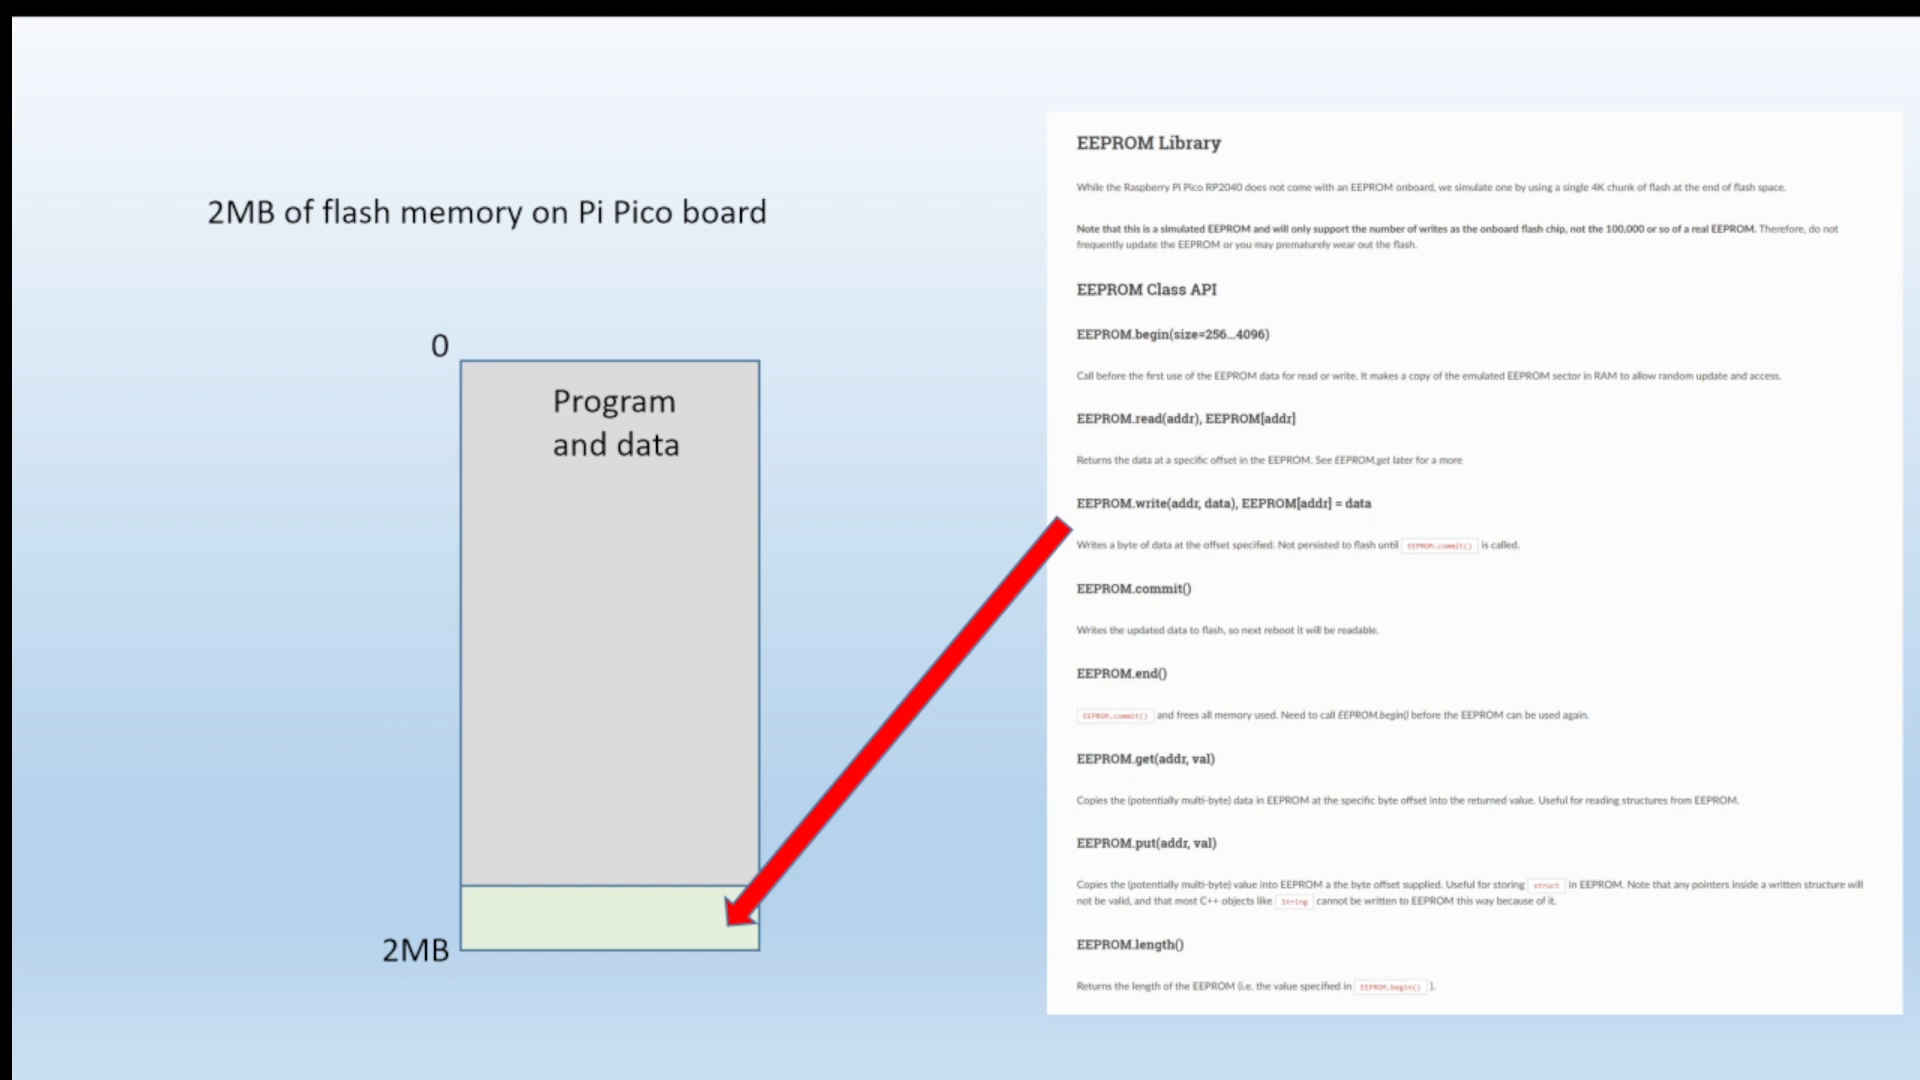 2MB of flash memory on Pi Pico board
0
Program
and data
2MB
EEPROM Library
While the Raspberry Pi Pico RP2040 does not come with an EEPROM onboard, we simulate one by using a single 4K chunk of flash at the end of flash space.
Note that this is a simulated EEPROM and will only support the number of writes as the onboard flash chip, not the 100,000 or so of a real EEPROM. Therefore, do not
frequently update the EEPROM or you may prematurely wear out the flash.
EEPROM Class API
EEPROM.begin(size=256...4096)
Call before the first use of the EEPROM data for read or write. It makes a copy of the emulated EEPROM sector in RAM to allow random update and access.
EEPROM.read(addr), EEPROM[addr]
Returns the data at a specific offset in the EEPROM. See EEPROM.get later for a more
EEPROM.write(addr, data), EEPROM[addr] = data
Writes a byte of data at the offset specified. Not persisted to flash until EEPROM.commit() is called.
EEPROM.commit()
Writes the updated data to flash, so next reboot it will be readable.
EEPROM.end()
EEPROM.commit() and frees all memory used. Need to call EEPROM.begin() before the EEPROM can be used again.
EEPROM.get(addr, val)
Copies the (potentially multi-byte) data in EEPROM at the specific byte offset into the returned value. Useful for reading structures from EEPROM.
EEPROM.put(addr, val)
Copies the (potentially multi-byte) value into EEPROM a the byte offset supplied. Useful for storing struct in EEPROM. Note that any pointers inside a written structure will
not be valid, and that most C++ objects like String cannot be written to EEPROM this way because of it.
EEPROM.length()
Returns the length of the EEPROM (i.e. the value specified in EEPROM.begin() ).